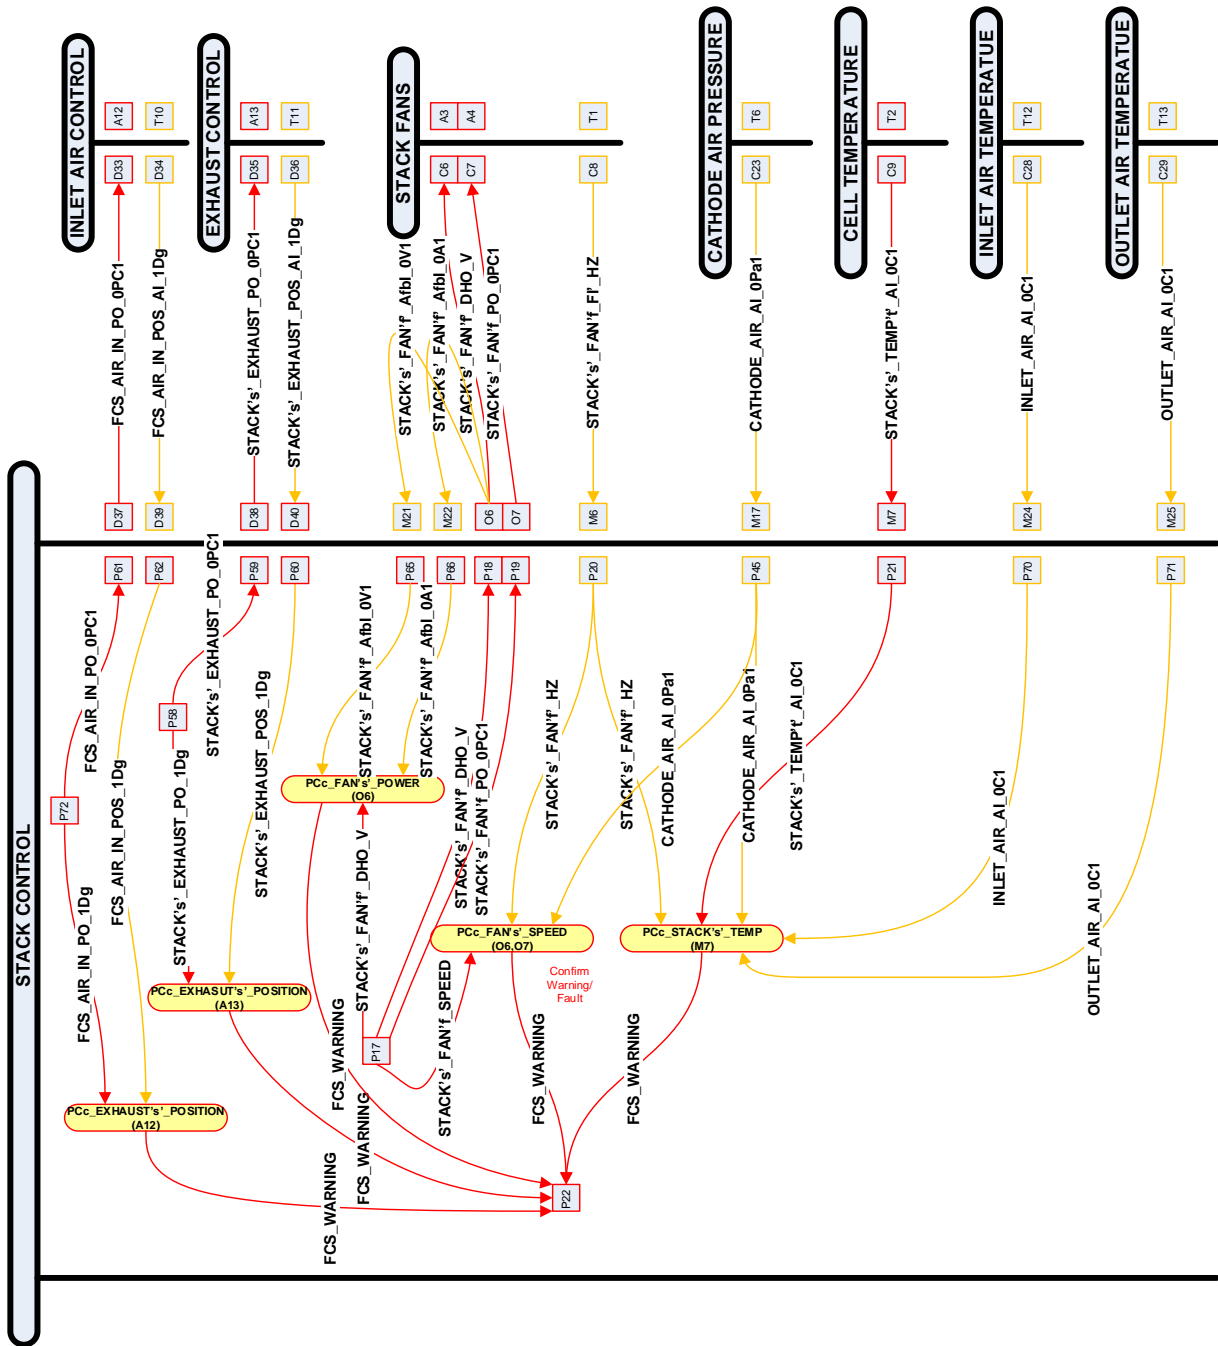 STACK CONTROL
INLET AIR CONTROL
EXHAUST CONTROL
STACK FANS
CATHODE AIR PRESSURE
CELL TEMPERATURE
INLET AIR TEMPERATUE
OUTLET AIR TEMPERATUE
A12
T10
A13
T11
A3
A4
T1
T6
T2
T12
T13
D33
D34
D35
D36
C6
C7
C8
C23
C9
C28
C29
FCS_AIR_IN_PO_0PC1
FCS_AIR_IN_POS_AI_1Dg
STACK's'_EXHAUST_PO_0PC1
STACK's'_EXHAUST_POS_AI_1Dg
STACK's'_FAN'f'_AfbI_0V1
STACK's'_FAN'f'_AfbI_0A1
STACK's'_FAN'f'_DHO_V
STACK's'_FAN'f'_PO_0PC1
STACK's'_FAN'f'_FI'_HZ
CATHODE_AIR_AI_0Pa1
STACK's'_TEMP't'_AI_0C1
INLET_AIR_AI_0C1
OUTLET_AIR_AI_0C1
D37
D39
D38
D40
M21
M22
O6
O7
M6
M17
M7
M24
M25
P61
P62
P59
P60
P65
P66
P18
P19
P20
P45
P21
P70
P71
FCS_AIR_IN_PO_0PC1
FCS_AIR_IN_POS_1Dg
STACK's'_EXHAUST_PO_0PC1
STACK's'_EXHAUST_POS_1Dg
STACK's'_FAN'f'_AfbI_0V1
STACK's'_FAN'f'_AfbI_0A1
STACK's'_FAN'f'_DHO_V
STACK's'_FAN'f'_PO_0PC1
STACK's'_FAN'f'_HZ
STACK's'_FAN'f'_HZ
CATHODE_AIR_AI_0Pa1
CATHODE_AIR_AI_0Pa1
STACK's'_TEMP't'_AI_0C1
INLET_AIR_AI_0C1
OUTLET_AIR_AI_0C1
P72
P58
P17
P22
FCS_AIR_IN_PO_1Dg
STACK's'_EXHAUST_PO_1Dg
STACK's'_FAN'f'_DHO_V
STACK's'_FAN'f_SPEED
PCc_FAN's'_POWER
(O6)
PCc_FAN's'_SPEED
(O6,O7)
PCc_STACK's'_TEMP
(M7)
PCc_EXHASUT's'_POSITION
(A13)
PCc_EXHAUST's'_POSITION
(A12)
Confirm
Warning/
Fault
FCS_WARNING
FCS_WARNING
FCS_WARNING
FCS_WARNING
FCS_WARNING